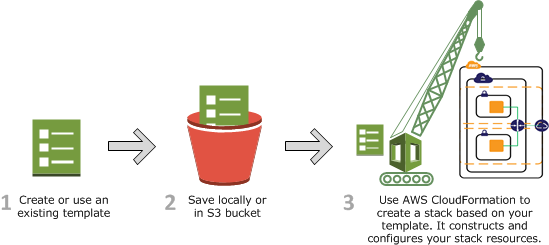 1 Create or use an
existing template
2 Save locally or
in S3 bucket
3 Use AWS CloudFormation to
create a stack based on your
template. It constructs and
configures your stack resources.